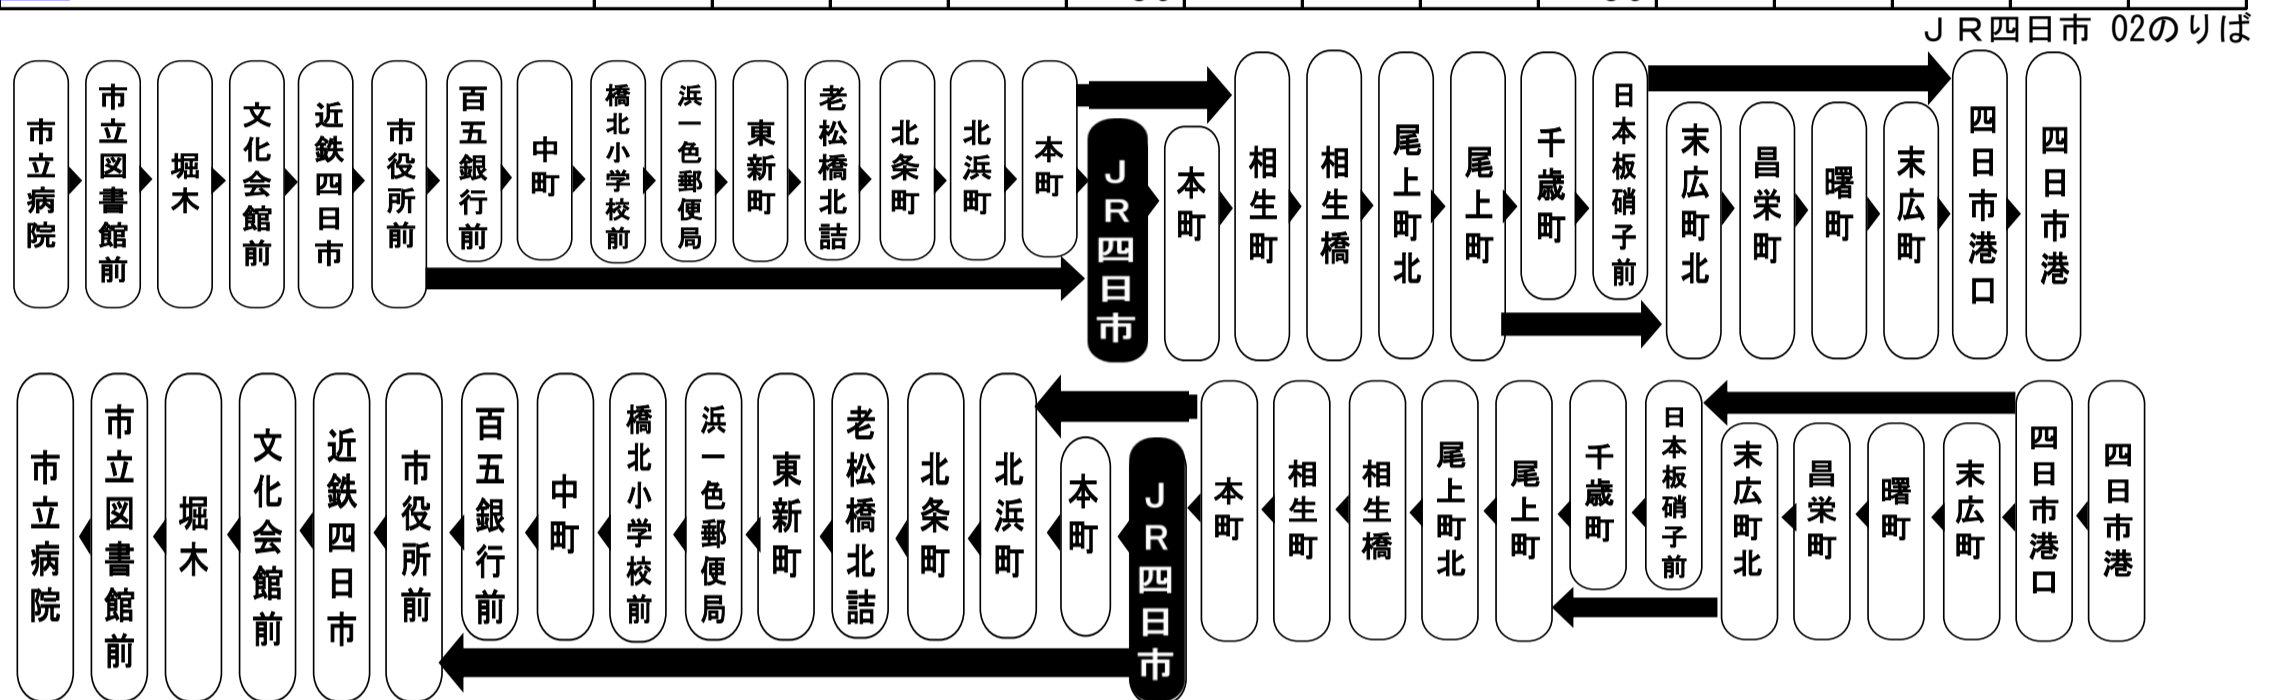 ＪＲ四日市 02のりば
市立病院
市立図書館前
堀木
文化会館前
近鉄四日市
市役所前
百五銀行前
中町
橋北小学校前
浜一色郵便局
東新町
老松橋北詰
北条町
北浜町
本町
ＪＲ四日市
本町
相生町
相生橋
尾上町北
尾上町
千歳町
日本板硝子前
末広町北
昌栄町
曙町
末広町
四日市港口
四日市港
市立病院
市立図書館前
堀木
文化会館前
近鉄四日市
市役所前
百五銀行前
中町
橋北小学校前
浜一色郵便局
東新町
老松橋北詰
北条町
北浜町
本町
ＪＲ四日市
本町
相生町
相生橋
尾上町北
尾上町
千歳町
日本板硝子前
末広町北
昌栄町
曙町
末広町
四日市港口
四日市港